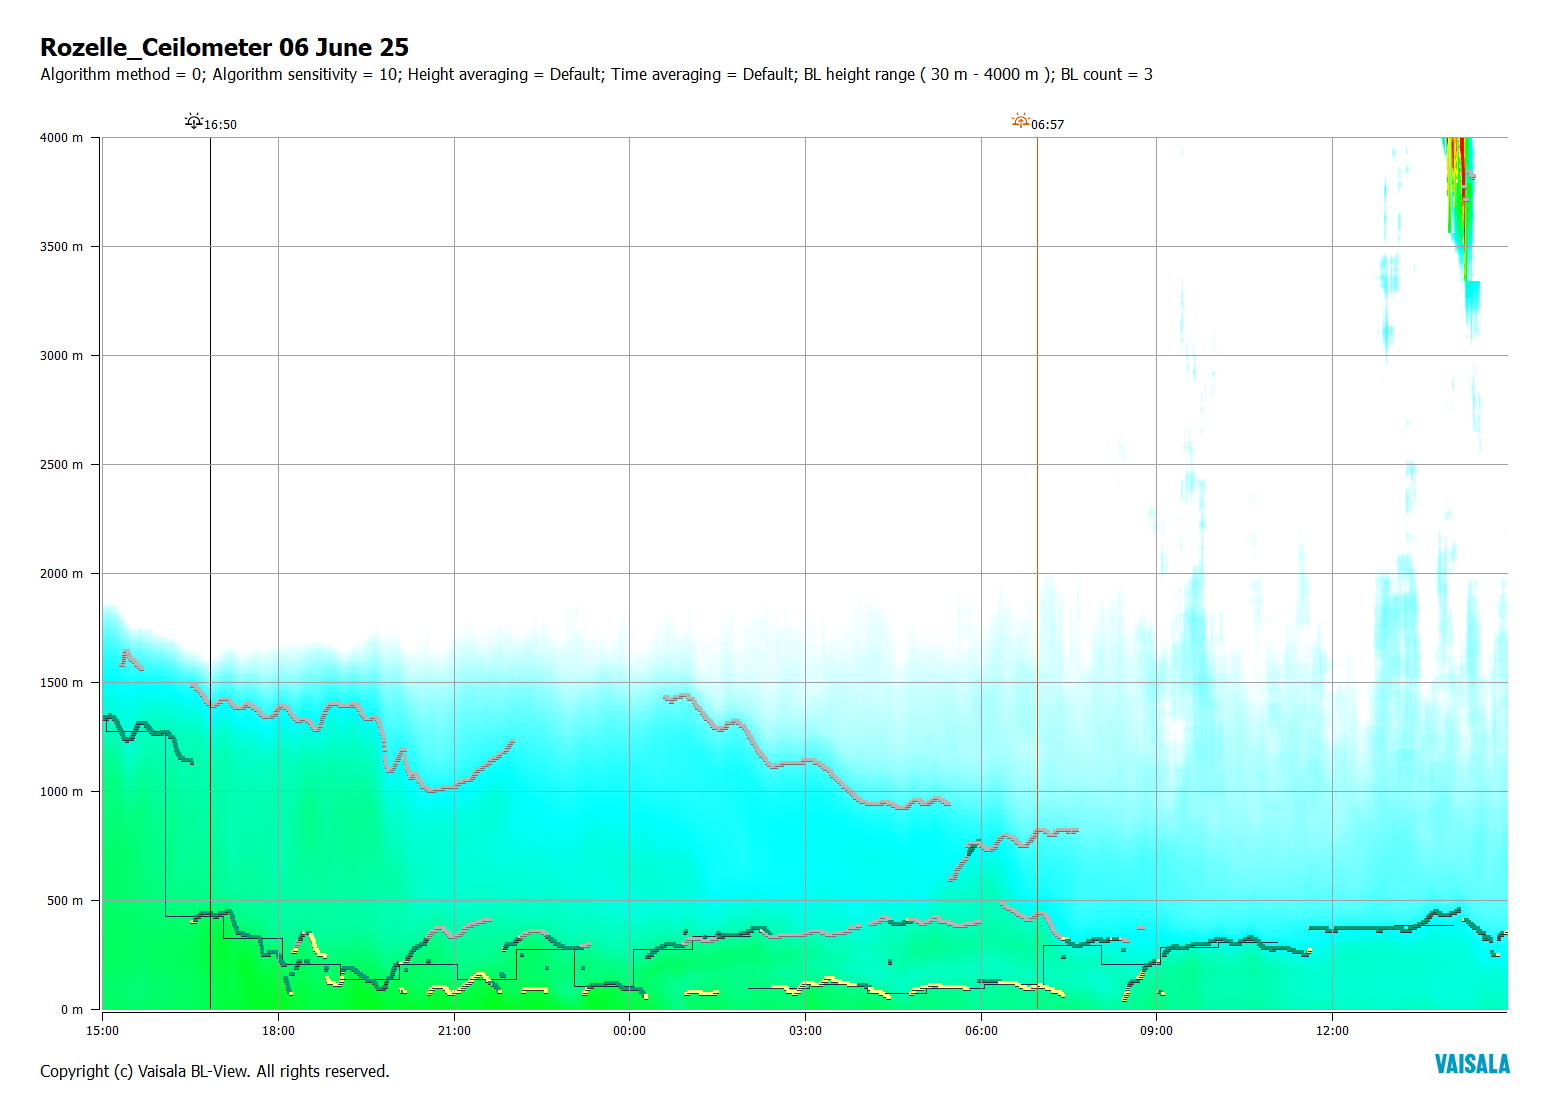 Rozelle_Ceilometer 06 June 25
Algorithm method = 0; Algorithm sensitivity = 10; Height averaging = Default; Time averaging = Default; BL height range ( 30 m - 4000 m ); BL count = 3
16:50
06:57
4000 m
3500 m
3000 m
2500 m
2000 m
1500 m
1000 m
500 m
0 m
15:00 18:00 21:00 00:00 03:00 06:00 09:00 12:00
Copyright (c) Vaisala BL-View. All rights reserved.
VAISALA